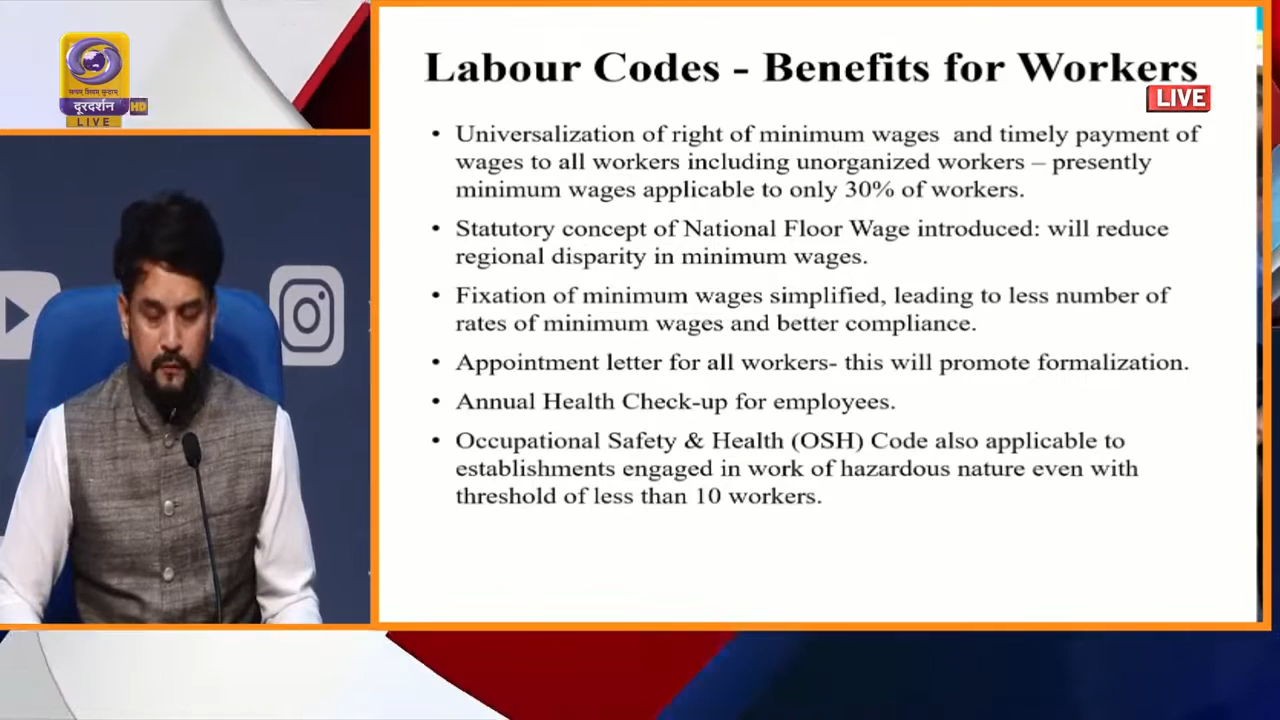 सत्यम् शिवम् सुन्दरम्
दूरदर्शन HD
LIVE
Labour Codes - Benefits for Workers
LIVE
• Universalization of right of minimum wages and timely payment of
wages to all workers including unorganized workers – presently
minimum wages applicable to only 30% of workers.
• Statutory concept of National Floor Wage introduced: will reduce
regional disparity in minimum wages.
• Fixation of minimum wages simplified, leading to less number of
rates of minimum wages and better compliance.
• Appointment letter for all workers- this will promote formalization.
• Annual Health Check-up for employees.
• Occupational Safety & Health (OSH) Code also applicable to
establishments engaged in work of hazardous nature even with
threshold of less than 10 workers.